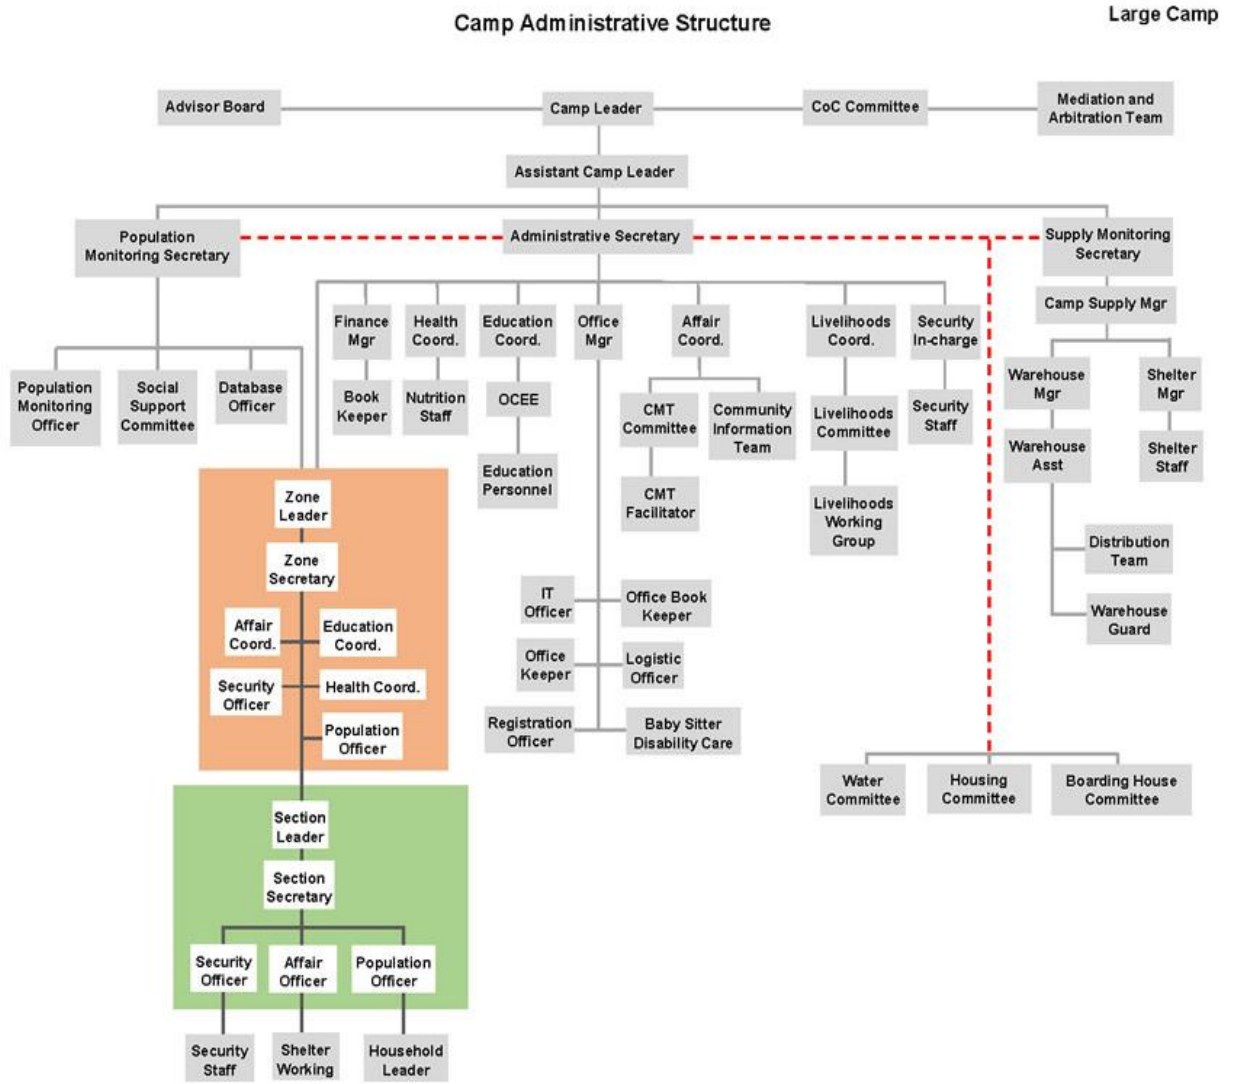 Camp Administrative Structure
Large Camp
Advisor Board
Camp Leader
CoC Committee
Mediation and
Arbitration Team
Assistant Camp Leader
Population
Monitoring Secretary
Administrative Secretary
Supply Monitoring
Secretary
Camp Supply Mgr
Finance
Mgr
Health
Coord.
Education
Coord.
Office
Mgr
Affair
Coord.
Livelihoods
Coord.
Security
In-charge
Warehouse
Mgr
Shelter
Mgr
Population
Monitoring
Officer
Social
Support
Committee
Database
Officer
Book
Keeper
Nutrition
Staff
OCEE
CMT
Committee
Community
Information
Team
Livelihoods
Committee
Security
Staff
Warehouse
Asst
Shelter
Staff
Education
Personnel
CMT
Facilitator
Livelihoods
Working
Group
Distribution
Team
Warehouse
Guard
Zone
Leader
Zone
Secretary
Affair
Coord.
Education
Coord.
Security
Officer
Health Coord.
Population
Officer
IT
Officer
Office Book
Keeper
Office
Keeper
Logistic
Officer
Registration
Officer
Baby Sitter
Disability Care
Water
Committee
Housing
Committee
Boarding House
Committee
Section
Leader
Section
Secretary
Security
Officer
Affair
Officer
Population
Officer
Security
Staff
Shelter
Working
Household
Leader